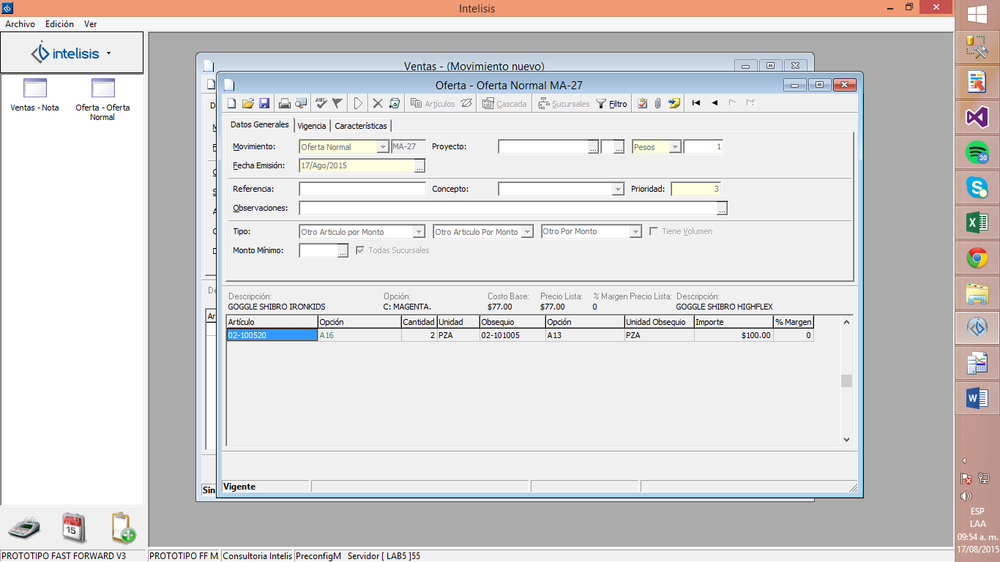 Intelisis
Archivo Edición Ver
intelisis
Ventas - Nota
Oferta - Oferta Normal
Ventas - (Movimiento nuevo)
Oferta - Oferta Normal MA-27
ABC Artículos Cascada Sucursales Filtro
Datos Generales Vigencia Características
Movimiento: Oferta Normal MA-27 Proyecto: ... ... Pesos 1
Fecha Emisión: 17/Ago/2015 ...
Referencia: Concepto: Prioridad: 3
Observaciones: ...
Tipo: Otro Articulo por Monto Otro Articulo Por Monto Otro Por Monto Tiene Volumen
Monto Mínimo: ... Todas Sucursales
Descripción: Opción: Costo Base: Precio Lista: % Margen Precio Lista: Descripción:
GOGGLE SHIBRO IRONKIDS C: MAGENTA. $77.00 $77.00 0 GOGGLE SHIBRO HIGHFLEX
Artículo Opción Cantidad Unidad Obsequio Opción Unidad Obsequio Importe % Margen
02-100520 A16 2 PZA 02-101005 A13 PZA $100.00 0
Vigente
Sin
15
PROTOTIPO FAST FORWARD V3 PROTOTIPO FF M. Consultoria Intelis PreconfigM Servidor [ LAB5 ]55
30
ESP
LAA
09:54 a. m.
17/08/2015